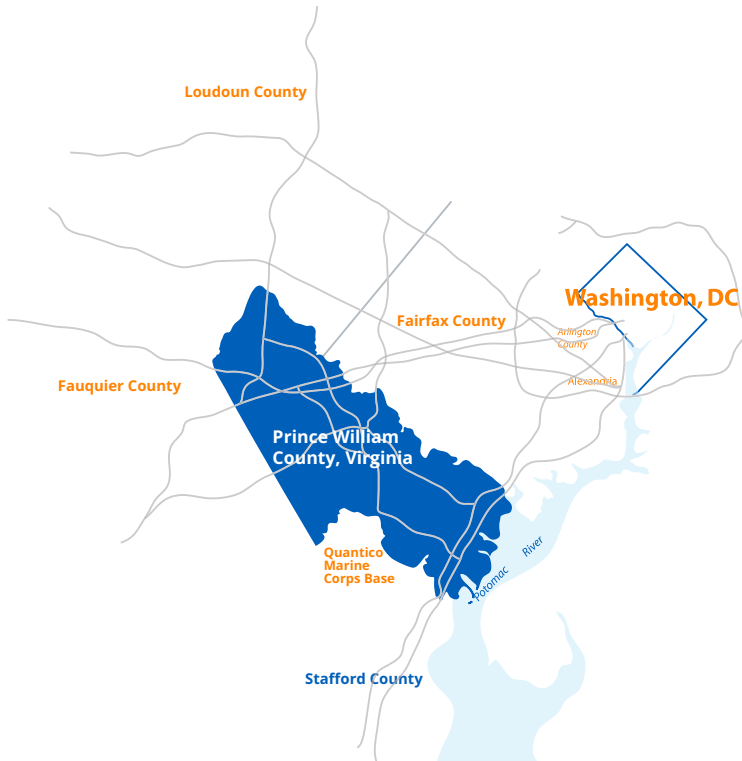 Loudoun County
Washington, DC
Fairfax County
Arlington
County
Alexandria
Fauquier County
Prince William
County, Virginia
Quantico
Marine
Corps Base
Potomac River
Stafford County